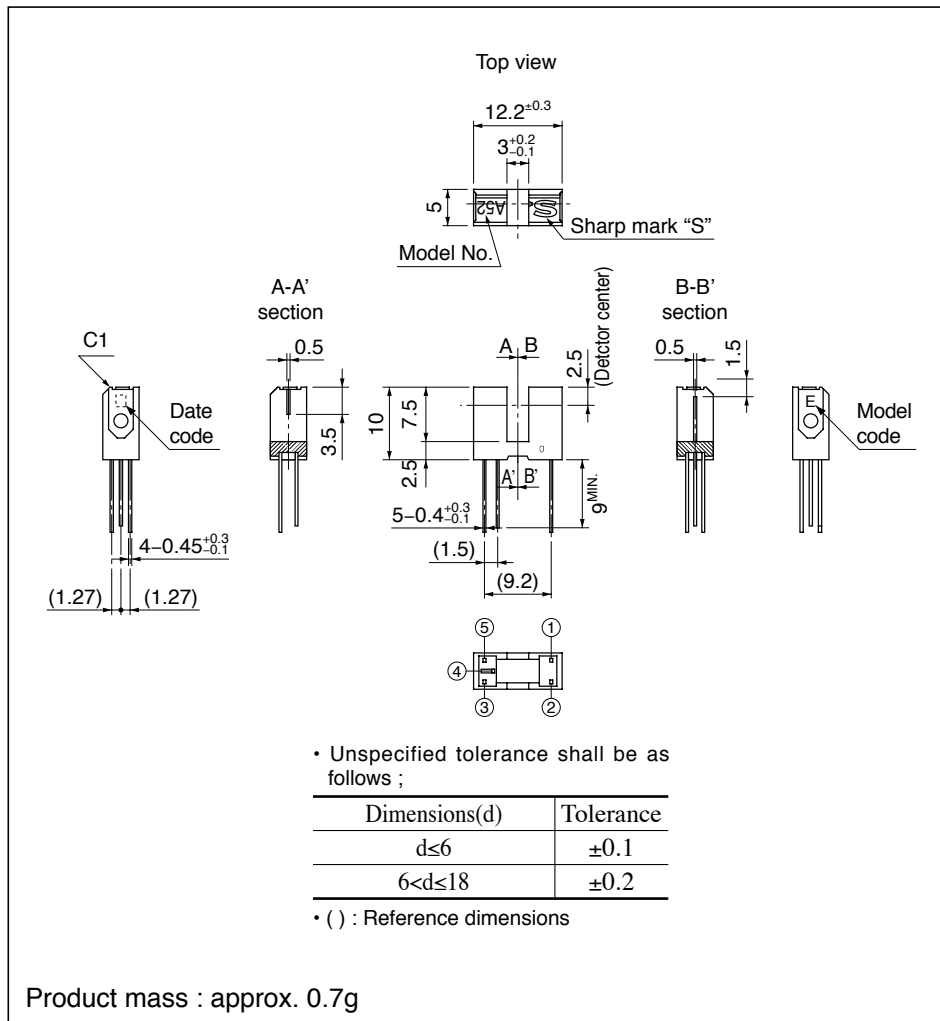 Top view
12.2±0.3
3+0.2−0.1
5
A52
S
Sharp mark “S”
Model No.
A-A’
section
B-B’
section
(Detctor center)
C1
0.5
A B
2.5
0.5
1.5
Date
code
3.5
10
7.5
2.5
E
Model
code
A’ B’
9MIN.
5−0.4+0.3−0.1
4−0.45+0.3−0.1
(1.5)
(9.2)
(1.27) (1.27)
⑤ ①
④
③ ②
• Unspecified tolerance shall be as
follows ;
Dimensions(d) Tolerance
d≤6 ±0.1
6<d≤18 ±0.2
• ( ) : Reference dimensions
Product mass : approx. 0.7g